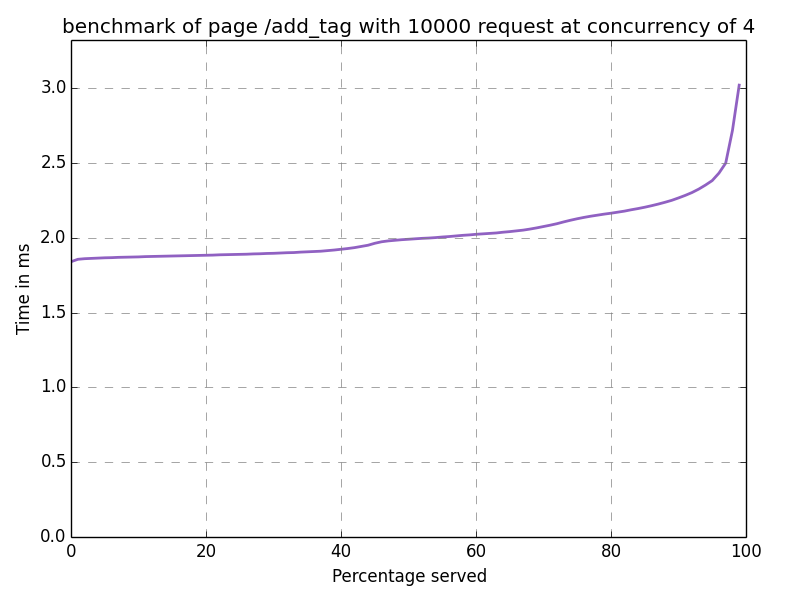 benchmark of page /add_tag with 10000 request at concurrency of 4
3.0
2.5
2.0
1.5
1.0
0.5
0.0
Time in ms
0 20 40 60 80 100
Percentage served